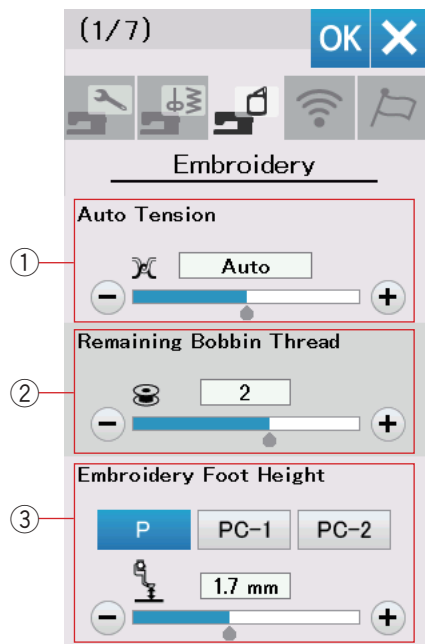 (1/7)
OK
Embroidery
Auto Tension
① Auto
Remaining Bobbin Thread
② 2
Embroidery Foot Height
③ P PC-1 PC-2
1.7 mm